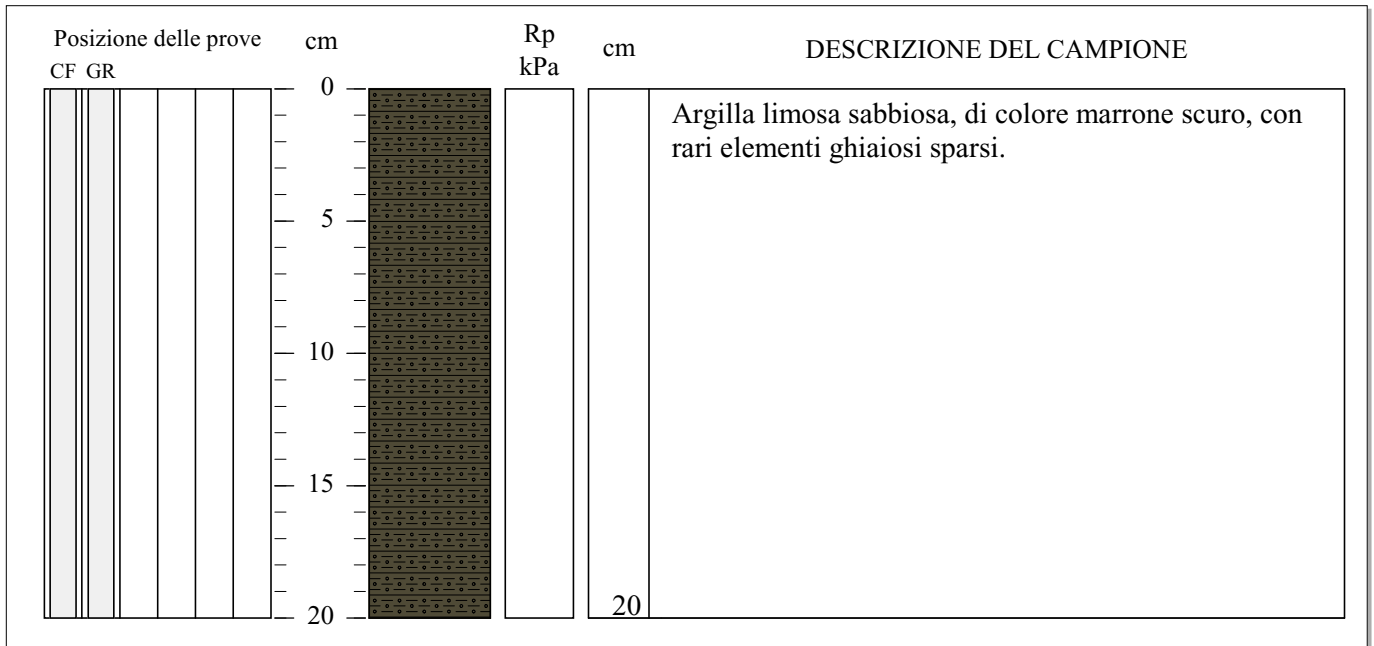 Posizione delle prove
CF GR
cm
Rp
kPa
cm
DESCRIZIONE DEL CAMPIONE
0
5
10
15
20
20
Argilla limosa sabbiosa, di colore marrone scuro, con
rari elementi ghiaiosi sparsi.